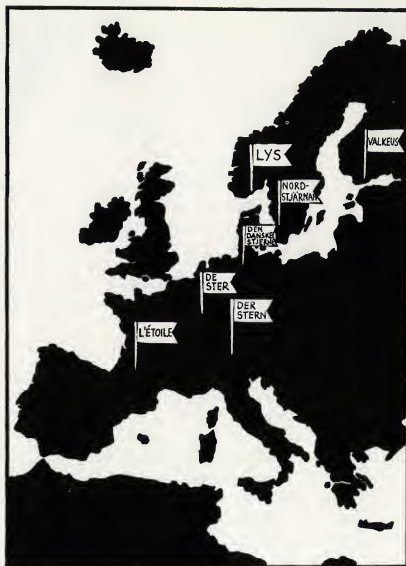 LYS
VALKEUS
NORD-
STJÄRNAN
DEN
DANSKE
STJERNE
DE
STER
DER
STERN
L'ÉTOILE